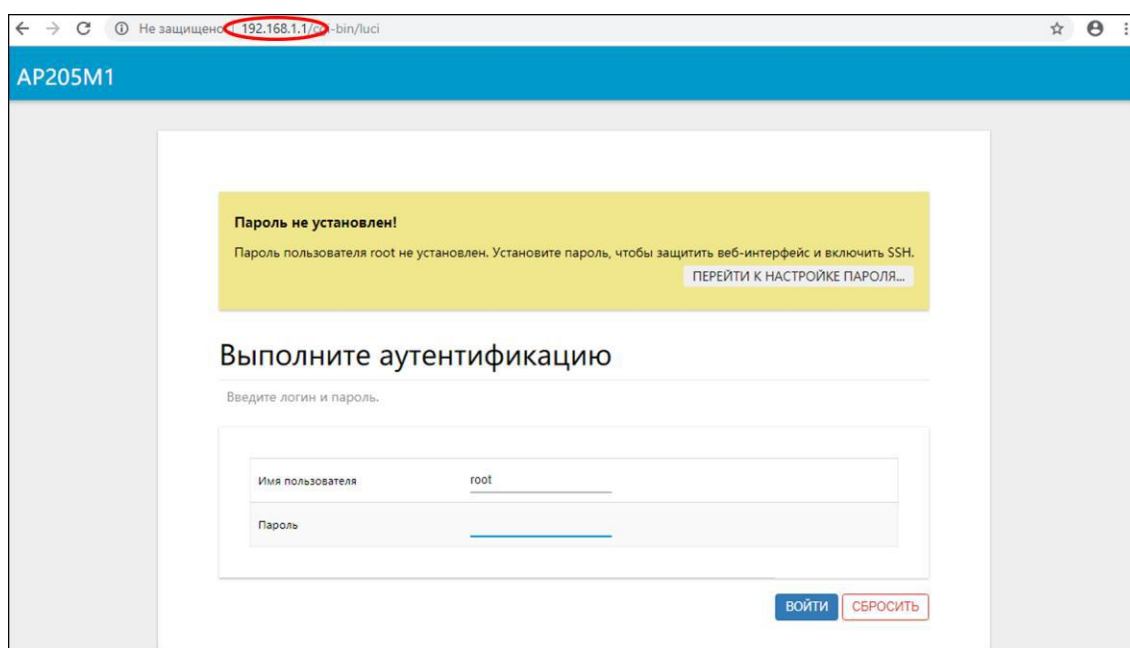 Не защищено 192.168.1.1/cgi-bin/luci
AP205M1
Пароль не установлен!
Пароль пользователя root не установлен. Установите пароль, чтобы защитить веб-интерфейс и включить SSH.
ПЕРЕЙТИ К НАСТРОЙКЕ ПАРОЛЯ...
Выполните аутентификацию
Введите логин и пароль.
Имя пользователя root
Пароль
ВОЙТИ СБРОСИТЬ